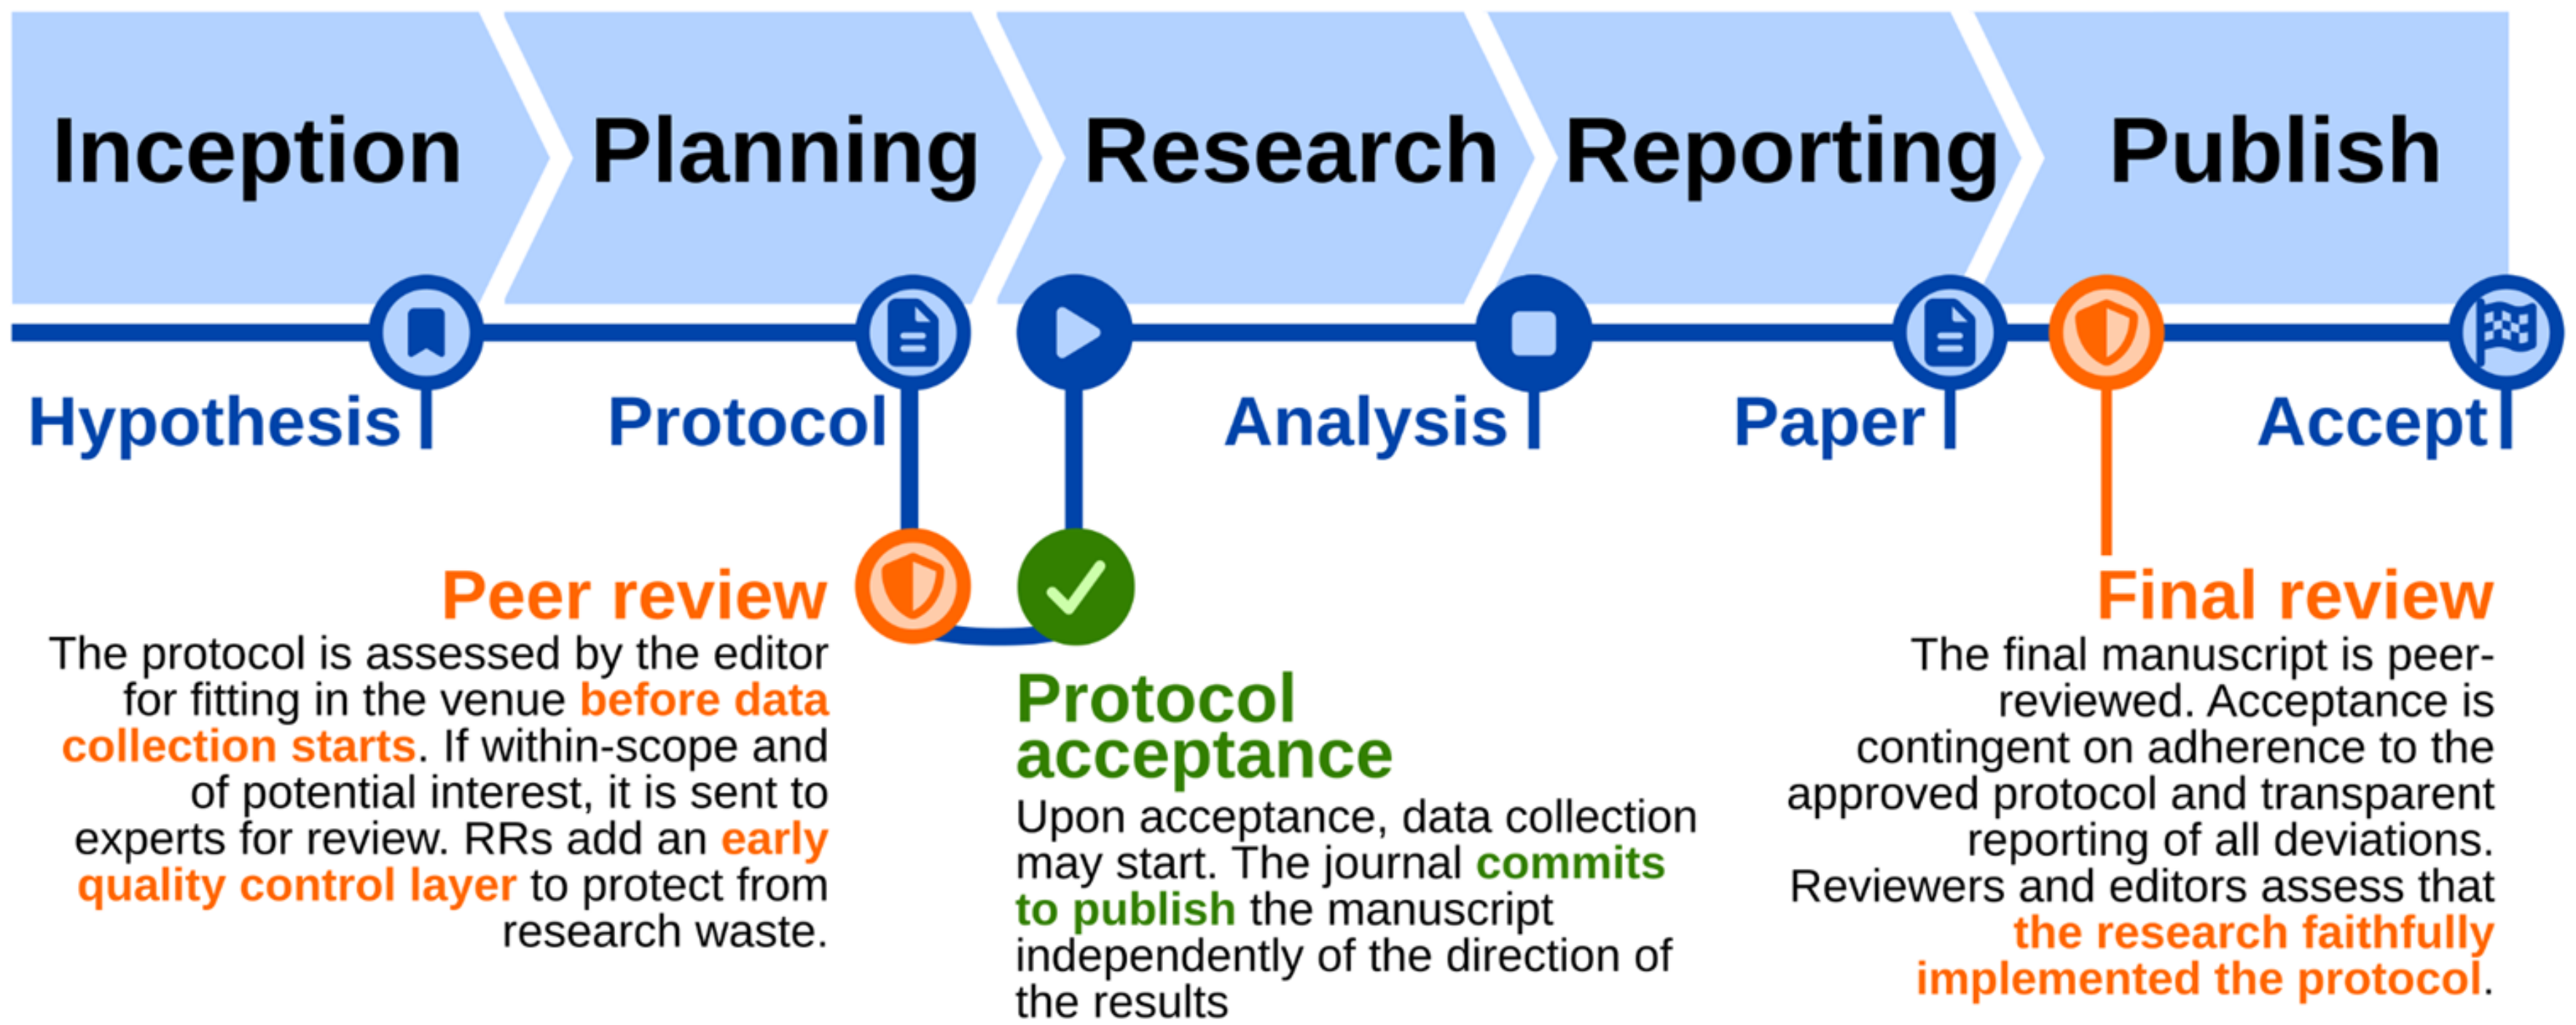 Inception
Planning
Research
Reporting
Publish
Hypothesis
Protocol
Analysis
Paper
Accept
Peer review
The protocol is assessed by the editor
for fitting in the venue before data
collection starts. If within-scope and
of potential interest, it is sent to
experts for review. RRs add an early
quality control layer to protect from
research waste.
Protocol
acceptance
Upon acceptance, data collection
may start. The journal commits
to publish the manuscript
independently of the direction of
the results
Final review
The final manuscript is peer-
reviewed. Acceptance is
contingent on adherence to the
approved protocol and transparent
reporting of all deviations.
Reviewers and editors assess that
the research faithfully
implemented the protocol.